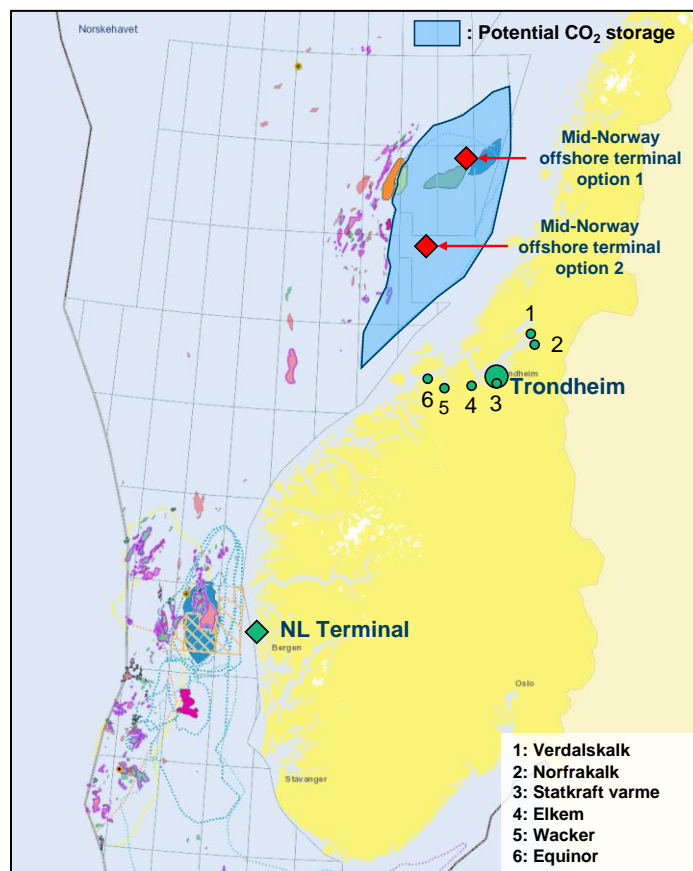 Norskehavet
: Potential CO₂ storage
Mid-Norway
offshore terminal
option 1
Mid-Norway
offshore terminal
option 2
1
2
ndheim
Trondheim
6
5
4
3
NL Terminal
Bergen
Oslo
Stavanger
1: Verdalskalk
2: Norfrakalk
3: Statkraft varme
4: Elkem
5: Wacker
6: Equinor